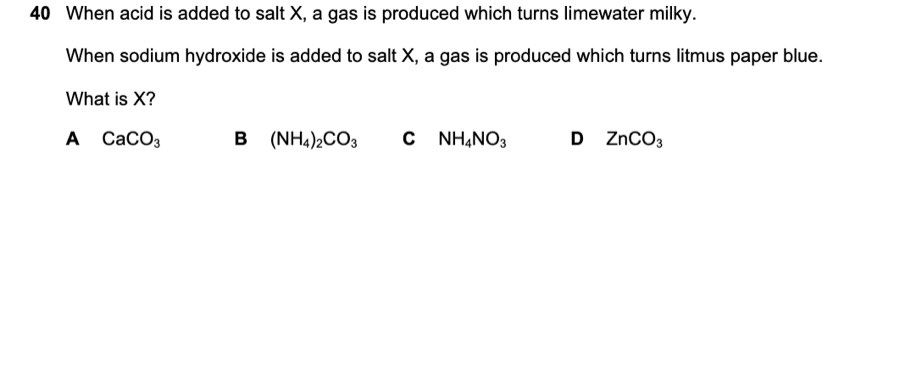 40 When acid is added to salt X, a gas is produced which turns limewater milky.
When sodium hydroxide is added to salt X, a gas is produced which turns litmus paper blue.
What is X?
A CaCO₃ B (NH₄)₂CO₃ C NH₄NO₃ D ZnCO₃